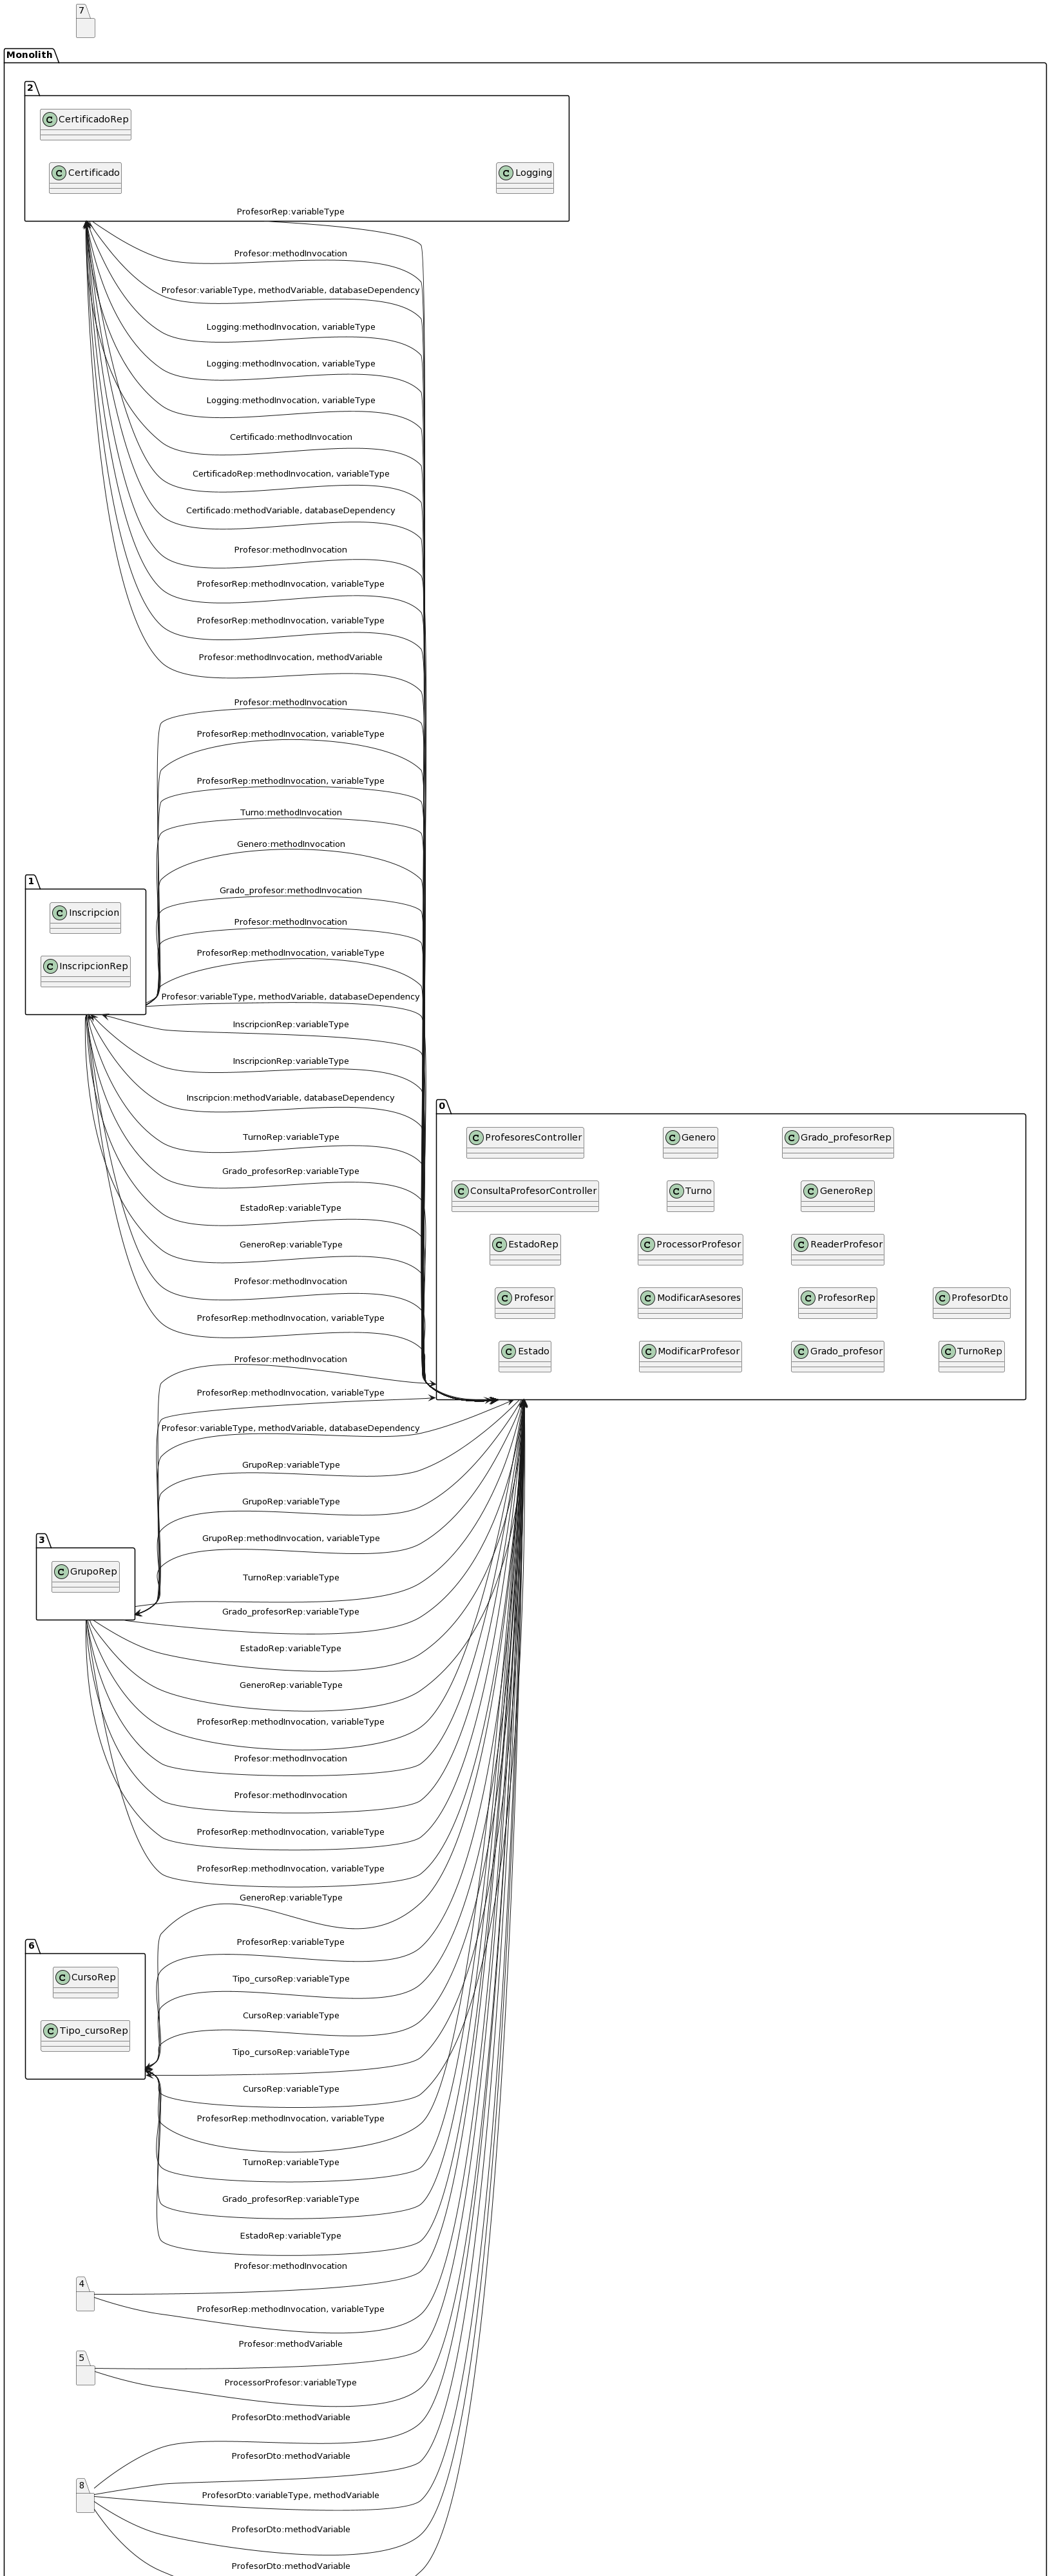 7
Monolith
2
C CertificadoRep
C Certificado
C Logging
ProfesorRep:variableType
Profesor:methodInvocation
Profesor:variableType, methodVariable, databaseDependency
Logging:methodInvocation, variableType
Logging:methodInvocation, variableType
Logging:methodInvocation, variableType
Certificado:methodInvocation
CertificadoRep:methodInvocation, variableType
Certificado:methodVariable, databaseDependency
Profesor:methodInvocation
ProfesorRep:methodInvocation, variableType
ProfesorRep:methodInvocation, variableType
Profesor:methodInvocation, methodVariable
Profesor:methodInvocation
ProfesorRep:methodInvocation, variableType
ProfesorRep:methodInvocation, variableType
Turno:methodInvocation
Genero:methodInvocation
1
Grado_profesor:methodInvocation
C Inscripcion
Profesor:methodInvocation
ProfesorRep:methodInvocation, variableType
C InscripcionRep
Profesor:variableType, methodVariable, databaseDependency
InscripcionRep:variableType
InscripcionRep:variableType
Inscripcion:methodVariable, databaseDependency
TurnoRep:variableType
Grado_profesorRep:variableType
EstadoRep:variableType
GeneroRep:variableType
Profesor:methodInvocation
ProfesorRep:methodInvocation, variableType
0
C ProfesoresController
C Genero
C Grado_profesorRep
C ConsultaProfesorController
C Turno
C GeneroRep
C EstadoRep
C ProcessorProfesor
C ReaderProfesor
C Profesor
C ModificarAsesores
C ProfesorRep
C ProfesorDto
C Estado
C ModificarProfesor
C Grado_profesor
C TurnoRep
Profesor:methodInvocation
ProfesorRep:methodInvocation, variableType
Profesor:variableType, methodVariable, databaseDependency
GrupoRep:variableType
GrupoRep:variableType
3
GrupoRep:methodInvocation, variableType
C GrupoRep
TurnoRep:variableType
Grado_profesorRep:variableType
EstadoRep:variableType
GeneroRep:variableType
ProfesorRep:methodInvocation, variableType
Profesor:methodInvocation
Profesor:methodInvocation
ProfesorRep:methodInvocation, variableType
ProfesorRep:methodInvocation, variableType
GeneroRep:variableType
6
ProfesorRep:variableType
C CursoRep
Tipo_cursoRep:variableType
CursoRep:variableType
C Tipo_cursoRep
Tipo_cursoRep:variableType
CursoRep:variableType
ProfesorRep:methodInvocation, variableType
TurnoRep:variableType
Grado_profesorRep:variableType
EstadoRep:variableType
Profesor:methodInvocation
4
ProfesorRep:methodInvocation, variableType
Profesor:methodVariable
5
ProcessorProfesor:variableType
ProfesorDto:methodVariable
ProfesorDto:methodVariable
8
ProfesorDto:variableType, methodVariable
ProfesorDto:methodVariable
ProfesorDto:methodVariable